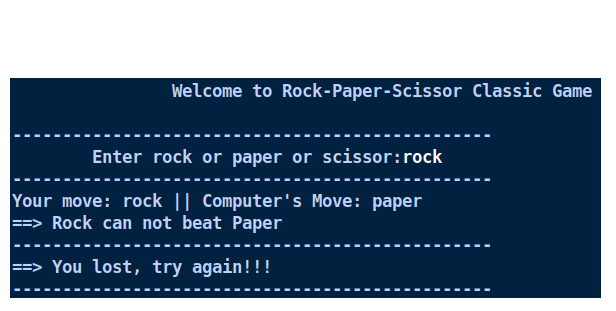 Welcome to Rock-Paper-Scissor Classic Game
------------------------------------------------
Enter rock or paper or scissor:rock
------------------------------------------------
Your move: rock || Computer's Move: paper
==> Rock can not beat Paper
------------------------------------------------
==> You lost, try again!!!
------------------------------------------------